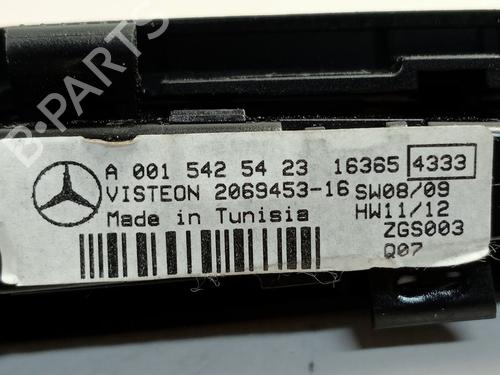 B-PARTS
A 001 542 54 23 16365 4333
VISTEON 2069453-16 SW08/09
Made in Tunisia HW11/12
ZGS003
Q07